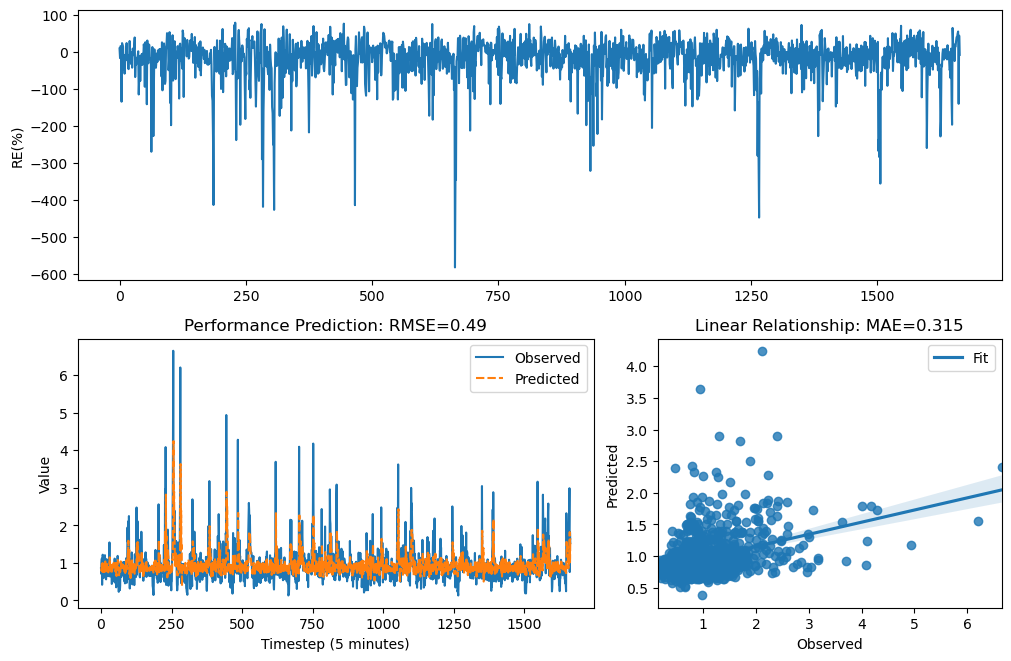 100
0
−100
−200
−300
−400
−500
−600
RE(%)
0 250 500 750 1000 1250 1500
Performance Prediction: RMSE=0.49
Observed
Predicted
6
5
4
3
2
1
0
Value
0 250 500 750 1000 1250 1500
Timestep (5 minutes)
Linear Relationship: MAE=0.315
Fit
4.0
3.5
3.0
2.5
2.0
1.5
1.0
0.5
Predicted
1 2 3 4 5 6
Observed